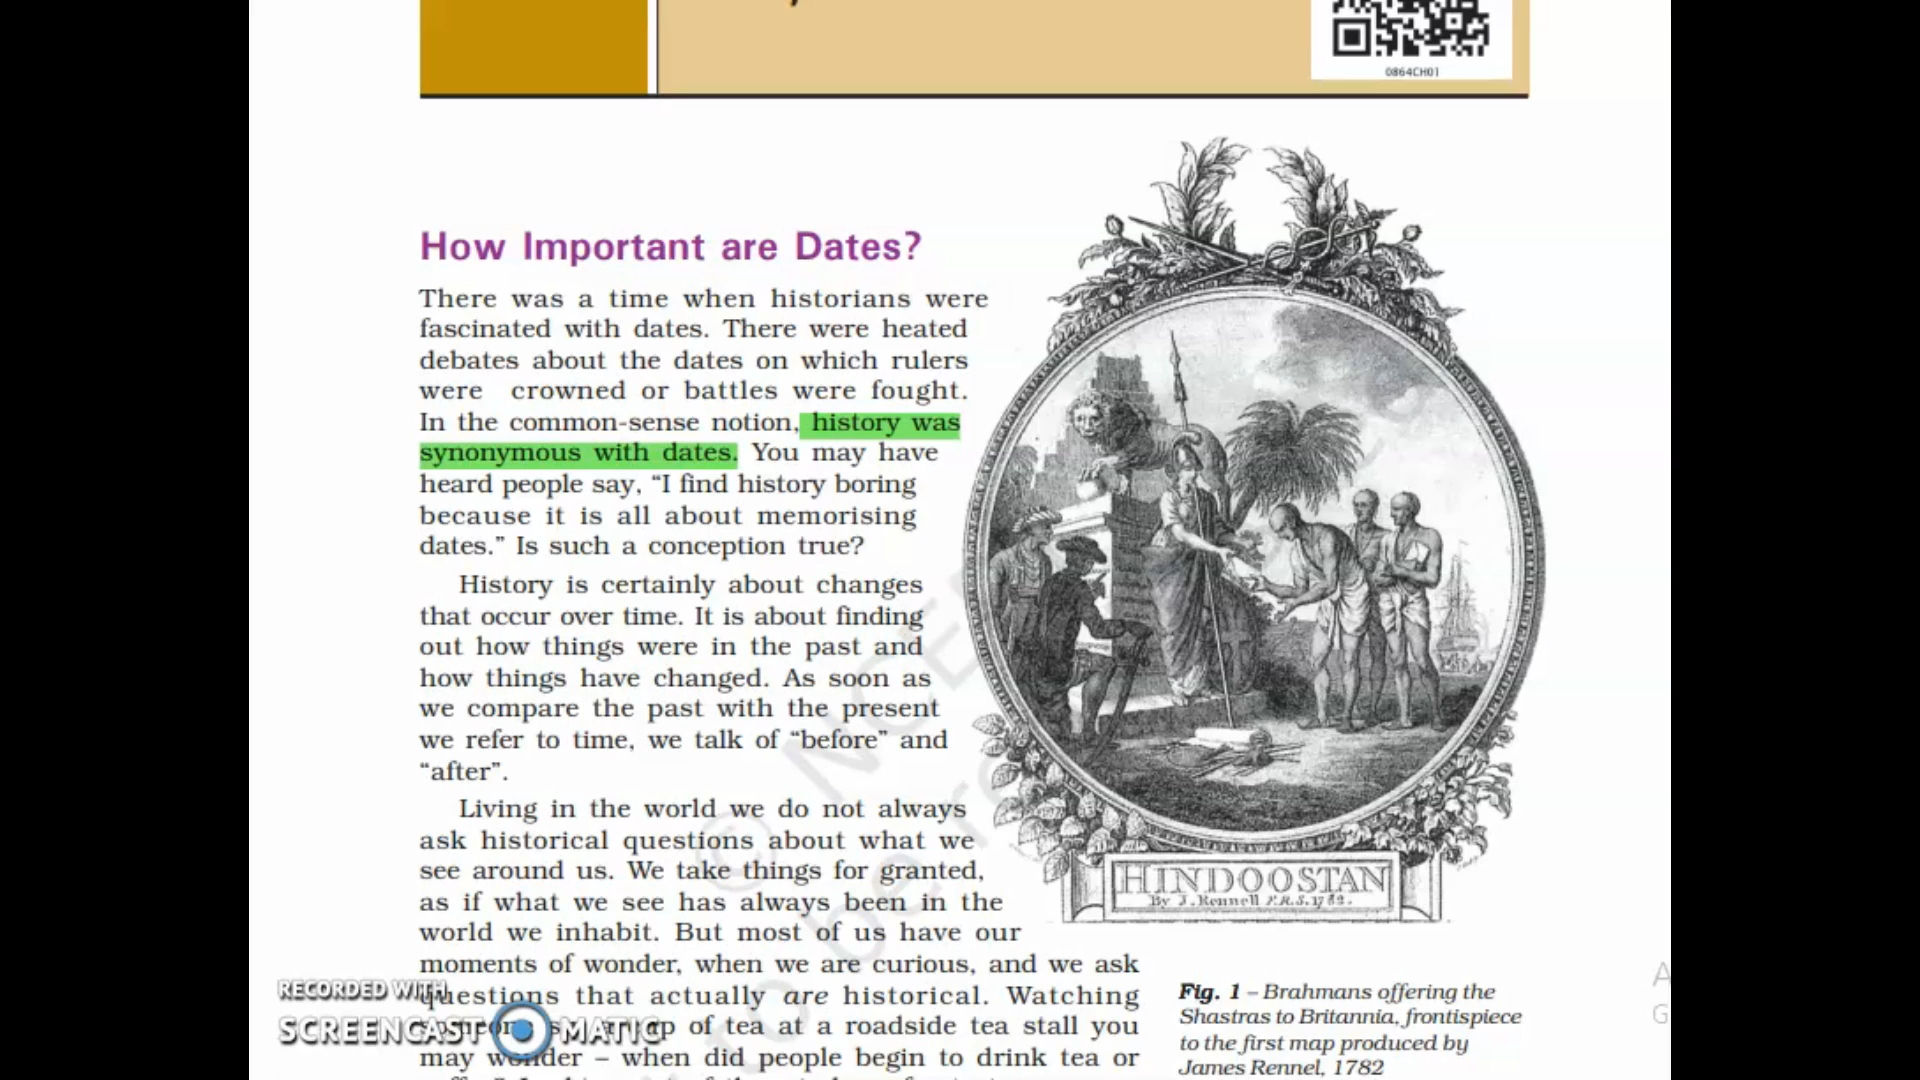 0864CH01
How Important are Dates?
There was a time when historians were
fascinated with dates. There were heated
debates about the dates on which rulers
were crowned or battles were fought.
In the common-sense notion, history was
synonymous with dates. You may have
heard people say, “I find history boring
because it is all about memorising
dates.” Is such a conception true?
History is certainly about changes
that occur over time. It is about finding
out how things were in the past and
how things have changed. As soon as
we compare the past with the present
we refer to time, we talk of “before” and
“after”.
Living in the world we do not always
ask historical questions about what we
see around us. We take things for granted,
as if what we see has always been in the
world we inhabit. But most of us have our
moments of wonder, when we are curious, and we ask
questions that actually are historical. Watching
of tea at a roadside tea stall you
may wonder – when did people begin to drink tea or
HINDOOSTAN
By J. Rennell F.R.S. 1782.
Fig. 1 – Brahmans offering the
Shastras to Britannia, frontispiece
to the first map produced by
James Rennel, 1782
© NCE
to be re
RECORDED WITH
SCREENCAST MATIC